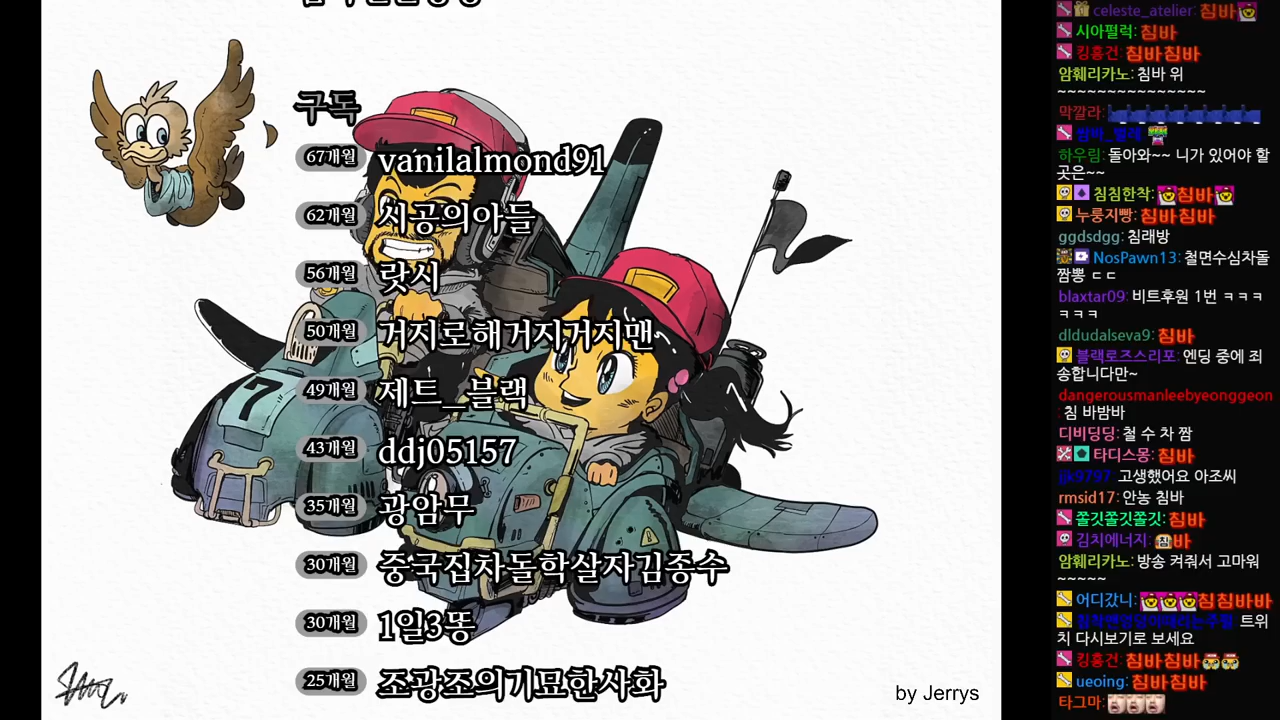 구독
67개월 vanilalmond91
62개월 시공의아들
56개월 랏시
50개월 거지로해거지거지맨
49개월 제트_블랙
43개월 ddj05157
35개월 광암무
30개월 중국집차돌학살자김종수
30개월 1일3똥
25개월 조광조의기묘한사화
7
by Jerrys
celeste_atelier: 침바
시아펄럭: 침바
킹홍건: 침바침바
암훼리카노: 침바 위
~~~~~~~~~~~~~~~
막깔라:
하우림: 돌아와~~ 니가 있어야 할
곳은~~
침침한착: 침바
누룽지빵: 침바침바
ggdsdgg: 침래방
NosPawn13: 철면수심차돌
짬뽕 ㄷㄷ
blaxtar09: 비트후원 1번 ㅋㅋㅋ
ㅋㅋㅋㅋ
dldudalseva9: 침바
블랙로즈스리포: 엔딩 중에 죄
송합니다만~
dangerousmanleebyeonggeon
: 침 바밤바
디비딩딩: 철 수 차 짬
타디스몽: 침바
jjk9797: 고생했어요 아조씨
rmsid17: 안농 침바
쫄깃쫄깃쫄깃: 침바
김치에너지: 침바
암훼리카노: 방송 켜줘서 고마워
~~~~~
어디갔니: 침침바바
트위
치 다시보기로 보세요
킹홍건: 침바침바
ueoing: 침바침바
타그마: